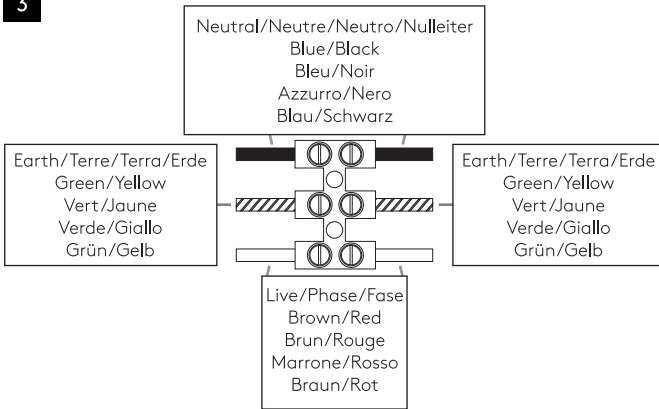 3
Neutral/Neutre/Neutro/Nulleiter
Blue/Black
Bleu/Noir
Azzurro/Nero
Blau/Schwarz
Earth/Terre/Terra/Erde
Green/Yellow
Vert/Jaune
Verde/Giallo
Grün/Gelb
Earth/Terre/Terra/Erde
Green/Yellow
Vert/Jaune
Verde/Giallo
Grün/Gelb
Live/Phase/Fase
Brown/Red
Brun/Rouge
Marrone/Rosso
Braun/Rot